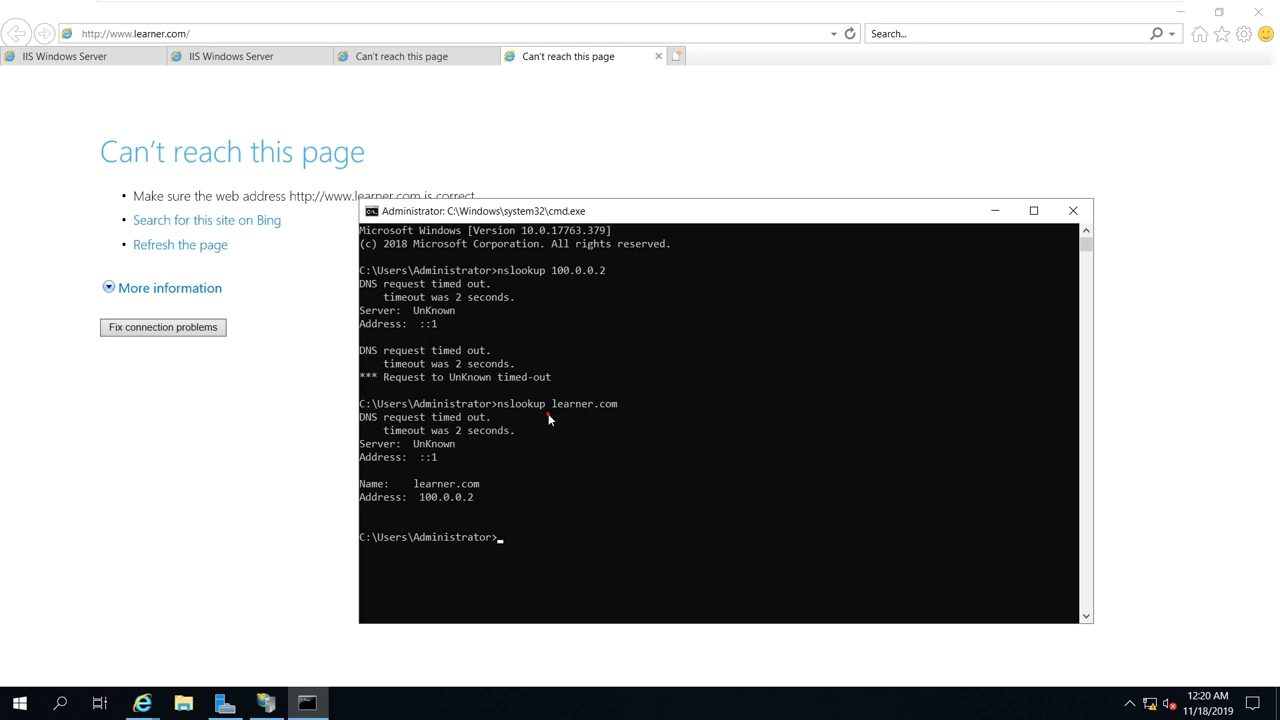 http://www.learner.com/
Search...
IIS Windows Server
IIS Windows Server
Can't reach this page
Can't reach this page
Can't reach this page
Make sure the web address http://www.learner.com is correct
Search for this site on Bing
Refresh the page
More information
Fix connection problems
Administrator: C:\Windows\system32\cmd.exe
Microsoft Windows [Version 10.0.17763.379]
(c) 2018 Microsoft Corporation. All rights reserved.
C:\Users\Administrator>nslookup 100.0.0.2
DNS request timed out.
timeout was 2 seconds.
Server: UnKnown
Address: ::1
DNS request timed out.
timeout was 2 seconds.
*** Request to UnKnown timed-out
C:\Users\Administrator>nslookup learner.com
DNS request timed out.
timeout was 2 seconds.
Server: UnKnown
Address: ::1
Name: learner.com
Address: 100.0.0.2
C:\Users\Administrator>
12:20 AM
11/18/2019